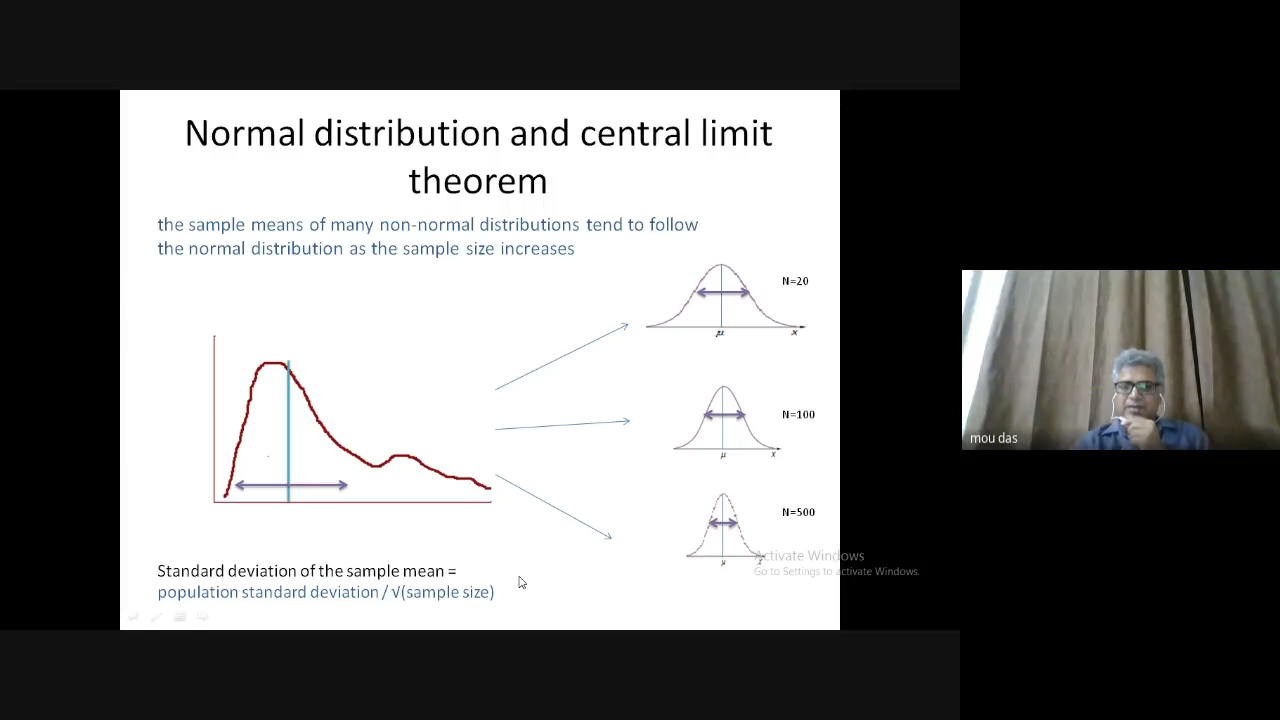 Normal distribution and central limit
theorem
the sample means of many non-normal distributions tend to follow
the normal distribution as the sample size increases
N=20
μ
x
N=100
μ
x
N=500
μ
Standard deviation of the sample mean =
population standard deviation / √(sample size)
Activate Windows
Go to Settings to activate Windows.
mou das